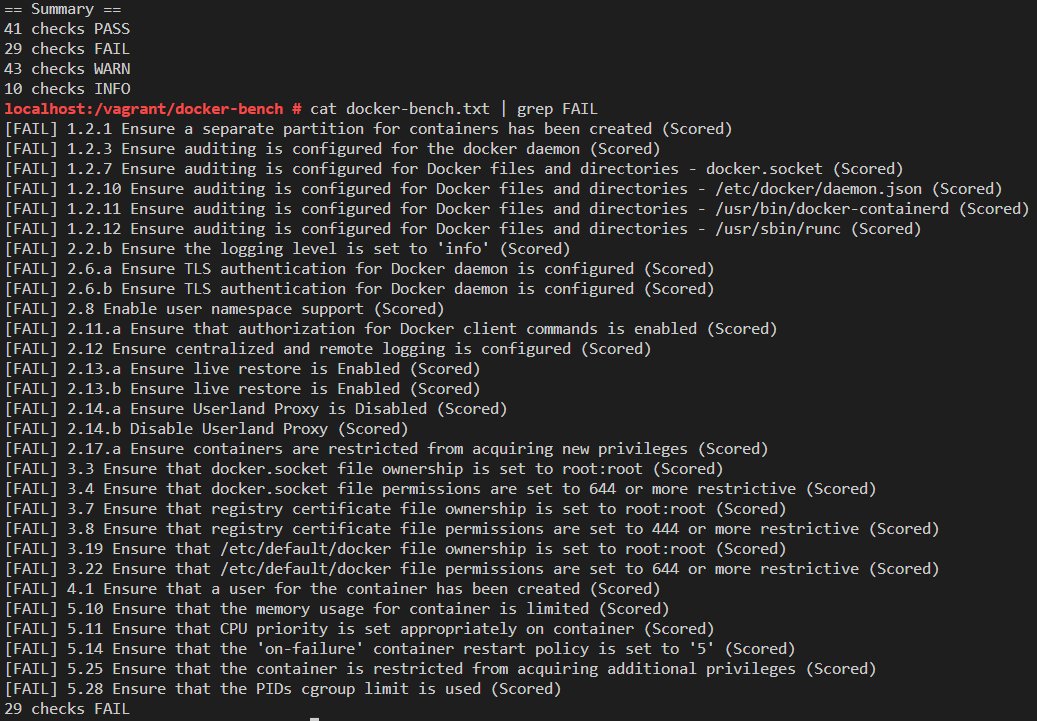 == Summary ==
41 checks PASS
29 checks FAIL
43 checks WARN
10 checks INFO
localhost:/vagrant/docker-bench # cat docker-bench.txt | grep FAIL
[FAIL] 1.2.1 Ensure a separate partition for containers has been created (Scored)
[FAIL] 1.2.3 Ensure auditing is configured for the docker daemon (Scored)
[FAIL] 1.2.7 Ensure auditing is configured for Docker files and directories - docker.socket (Scored)
[FAIL] 1.2.10 Ensure auditing is configured for Docker files and directories - /etc/docker/daemon.json (Scored)
[FAIL] 1.2.11 Ensure auditing is configured for Docker files and directories - /usr/bin/docker-containerd (Scored)
[FAIL] 1.2.12 Ensure auditing is configured for Docker files and directories - /usr/sbin/runc (Scored)
[FAIL] 2.2.b Ensure the logging level is set to 'info' (Scored)
[FAIL] 2.6.a Ensure TLS authentication for Docker daemon is configured (Scored)
[FAIL] 2.6.b Ensure TLS authentication for Docker daemon is configured (Scored)
[FAIL] 2.8 Enable user namespace support (Scored)
[FAIL] 2.11.a Ensure that authorization for Docker client commands is enabled (Scored)
[FAIL] 2.12 Ensure centralized and remote logging is configured (Scored)
[FAIL] 2.13.a Ensure live restore is Enabled (Scored)
[FAIL] 2.13.b Ensure live restore is Enabled (Scored)
[FAIL] 2.14.a Ensure Userland Proxy is Disabled (Scored)
[FAIL] 2.14.b Disable Userland Proxy (Scored)
[FAIL] 2.17.a Ensure containers are restricted from acquiring new privileges (Scored)
[FAIL] 3.3 Ensure that docker.socket file ownership is set to root:root (Scored)
[FAIL] 3.4 Ensure that docker.socket file permissions are set to 644 or more restrictive (Scored)
[FAIL] 3.7 Ensure that registry certificate file ownership is set to root:root (Scored)
[FAIL] 3.8 Ensure that registry certificate file permissions are set to 444 or more restrictive (Scored)
[FAIL] 3.19 Ensure that /etc/default/docker file ownership is set to root:root (Scored)
[FAIL] 3.22 Ensure that /etc/default/docker file permissions are set to 644 or more restrictive (Scored)
[FAIL] 4.1 Ensure that a user for the container has been created (Scored)
[FAIL] 5.10 Ensure that the memory usage for container is limited (Scored)
[FAIL] 5.11 Ensure that CPU priority is set appropriately on container (Scored)
[FAIL] 5.14 Ensure that the 'on-failure' container restart policy is set to '5' (Scored)
[FAIL] 5.25 Ensure that the container is restricted from acquiring additional privileges (Scored)
[FAIL] 5.28 Ensure that the PIDs cgroup limit is used (Scored)
29 checks FAIL